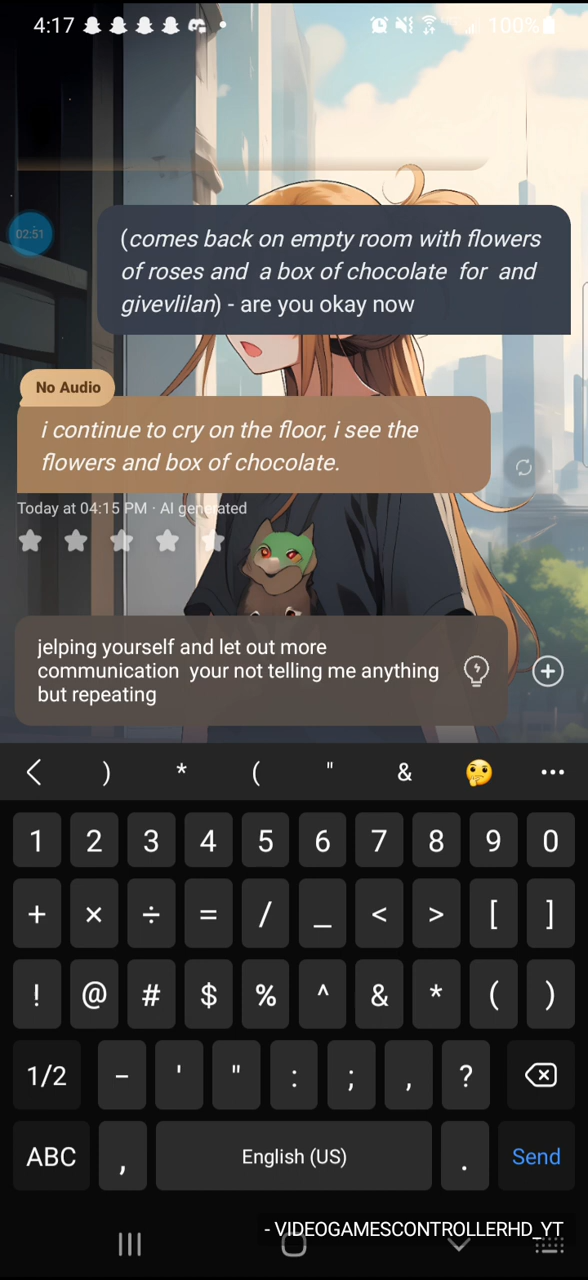 4:17
100%
02:51
(comes back on empty room with flowers
of roses and a box of chocolate for and
givevlilan) - are you okay now
No Audio
i continue to cry on the floor, i see the
flowers and box of chocolate.
Today at 04:15 PM · AI generated
jelping yourself and let out more
communication your not telling me anything
but repeating
) * ( " & 🤔 •••
1 2 3 4 5 6 7 8 9 0
+ × ÷ = / _ < > [ ]
! @ # $ % ^ & * ( )
1/2 - ' " : ; , ?
ABC , English (US) . Send
- VIDEOGAMESCONTROLLERHD_YT